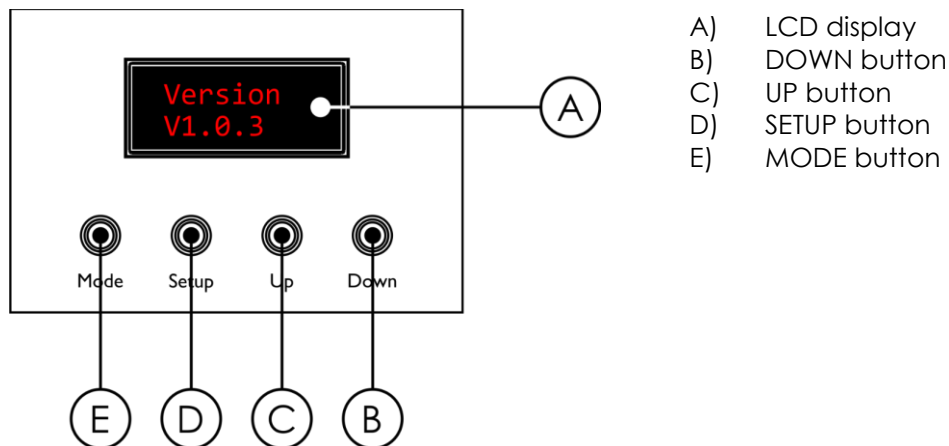 Version
V1.0.3
A
Mode Setup Up Down
E D C B
A) LCD display
B) DOWN button
C) UP button
D) SETUP button
E) MODE button